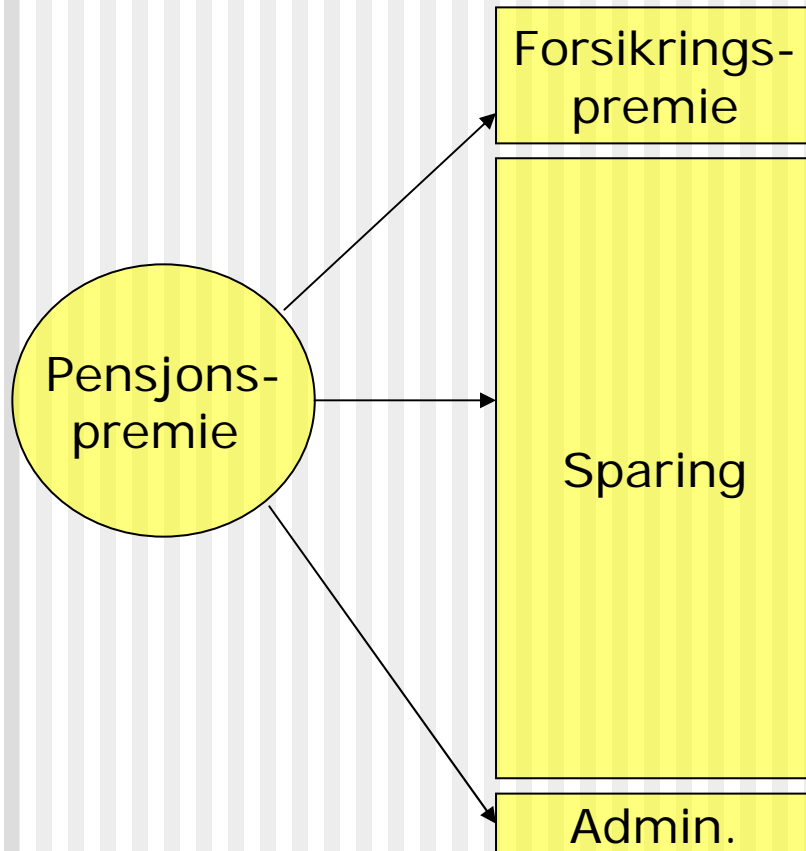 Forsikrings-
premie
Pensjons-
premie
Sparing
Admin.